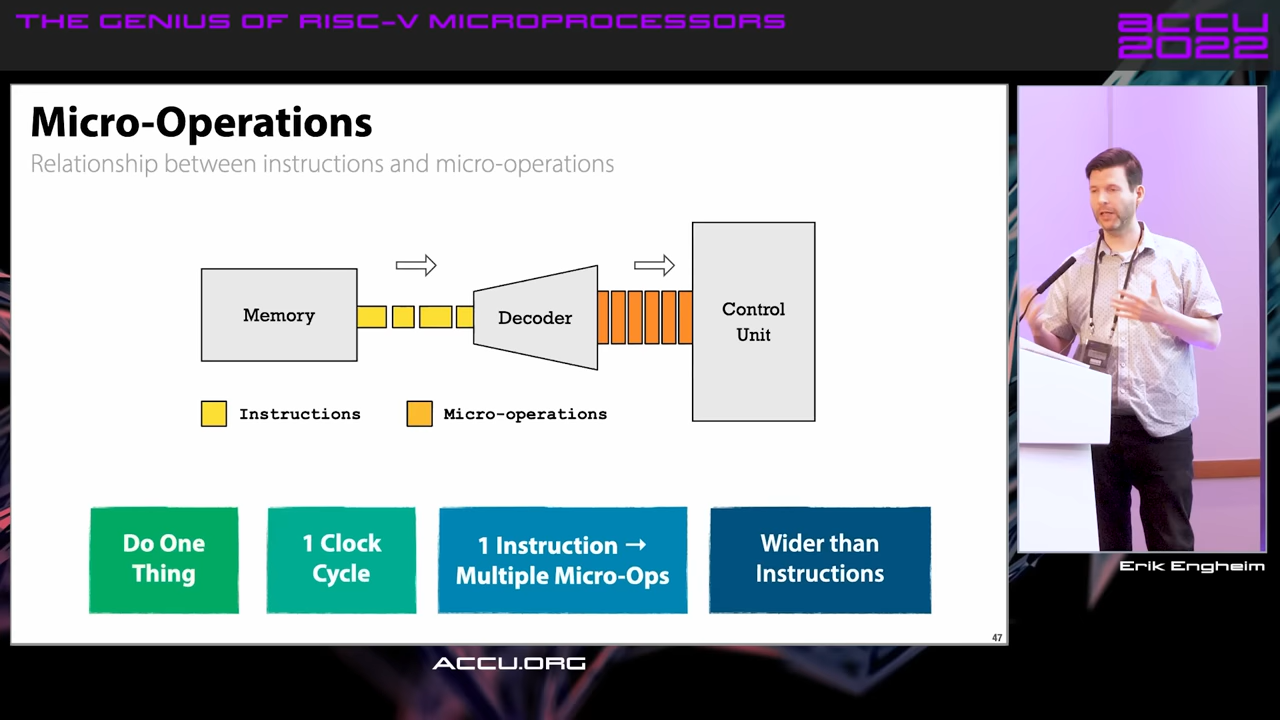 THE GENIUS OF RISC-V MICROPROCESSORS
ACCU
2022
Micro-Operations
Relationship between instructions and micro-operations
Memory
Decoder
Control
Unit
Instructions
Micro-operations
Do One
Thing
1 Clock
Cycle
1 Instruction →
Multiple Micro-Ops
Wider than
Instructions
47
Erik Engheim
ACCU.ORG